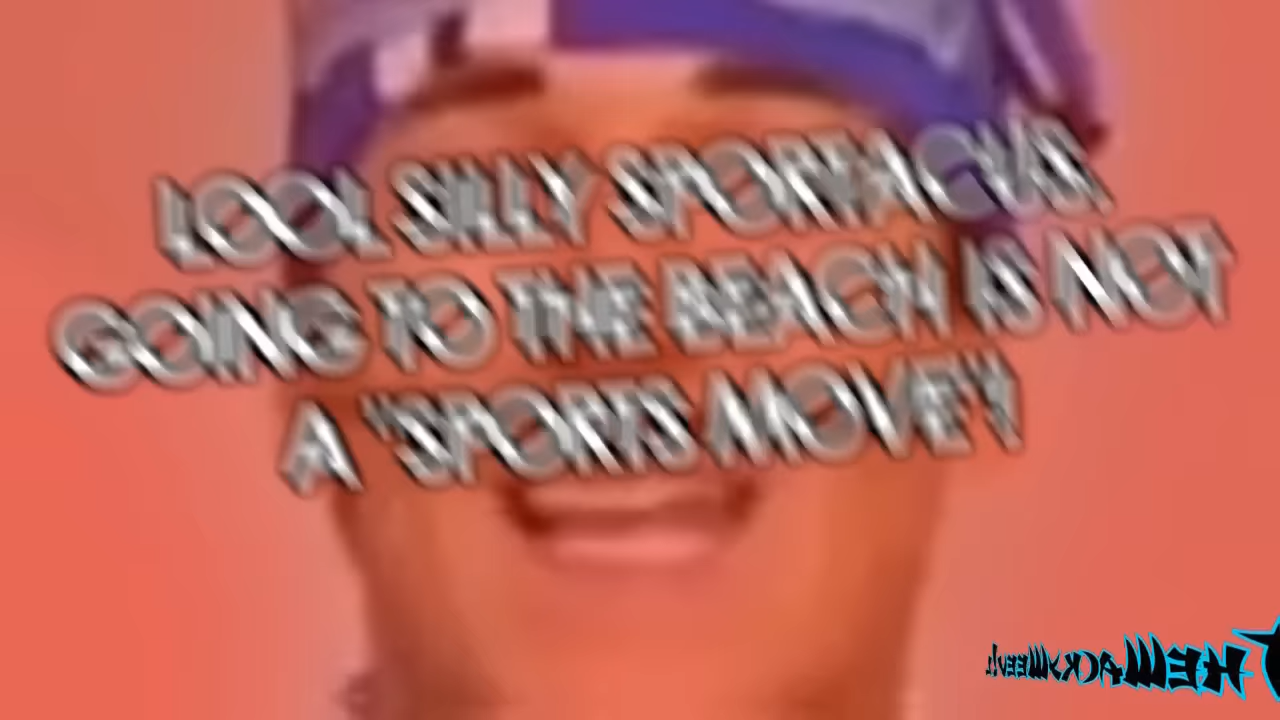 LOOL SILLY SPORTACUS,
GOING TO THE BEACH IS NOT
A "SPORTS MOVE"!